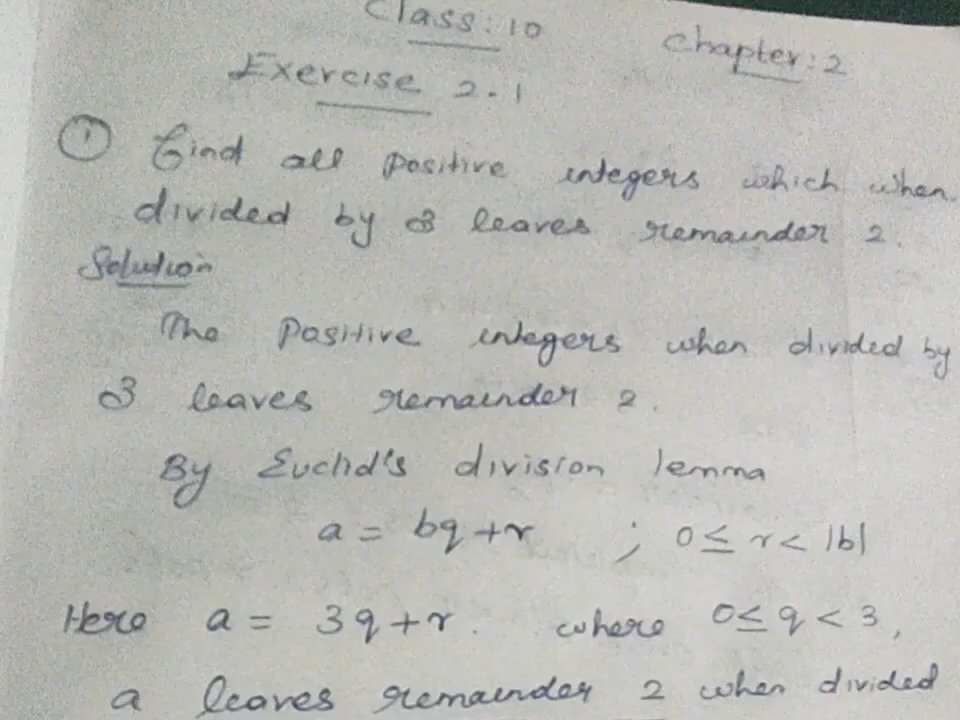 Class: 10
Chapter: 2
Exercise 2.1
① Find all positive integers which when
divided by 3 leaves remainder 2.
Solution
The Positive integers when divided by
3 leaves remainder 2.
By Euclid's division lemma
a = bq + r ; 0 ≤ r < |b|
Here a = 3q + r. where 0 ≤ q < 3,
a leaves remainder 2 when divided